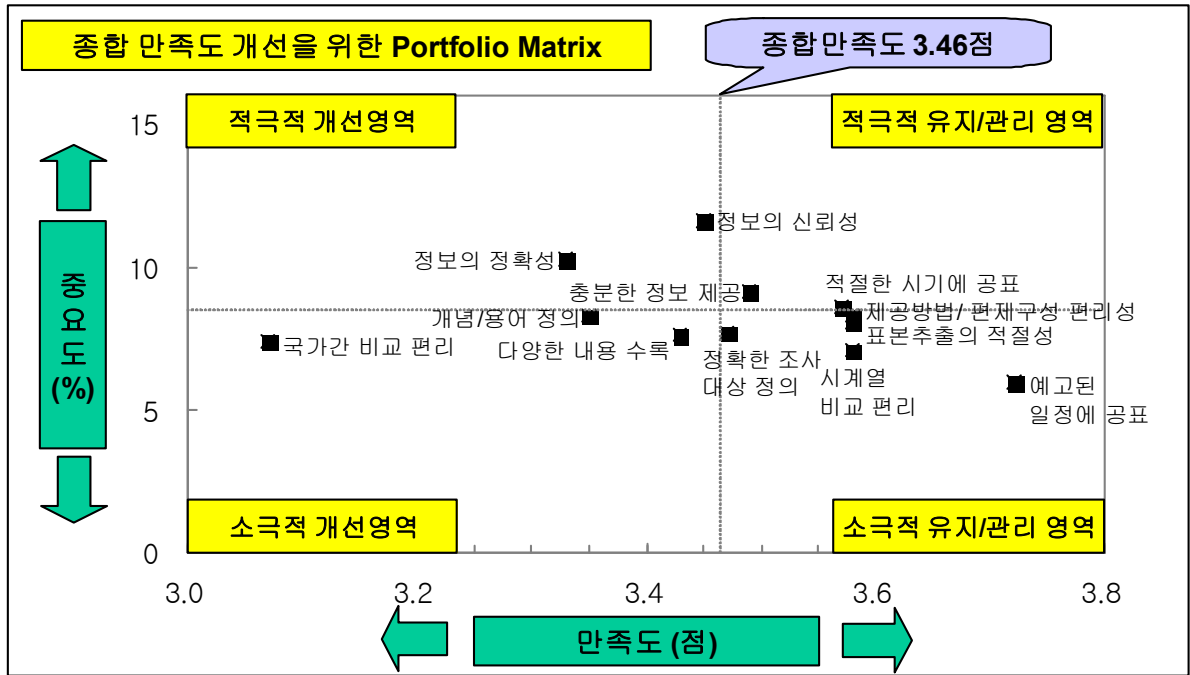 종합 만족도 개선을 위한 Portfolio Matrix
종합만족도 3.46점
15
적극적 개선영역
적극적 유지/관리 영역
정보의 신뢰성
10
정보의 정확성
충분한 정보 제공
적절한 시기에 공표
제공방법/ 편제구성 편리성
개념/용어 정의
표본추출의 적절성
국가간 비교 편리
다양한 내용 수록
정확한 조사
대상 정의
시계열
비교 편리
예고된
일정에 공표
중요도
(%)
5
소극적 개선영역
소극적 유지/관리 영역
0
3.0
3.2
3.4
3.6
3.8
만족도 (점)